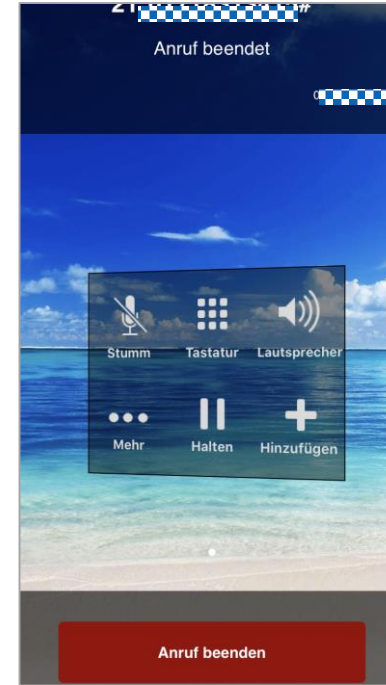 Anruf beendet
Stumm Tastatur Lautsprecher
Mehr Halten Hinzufügen
Anruf beenden